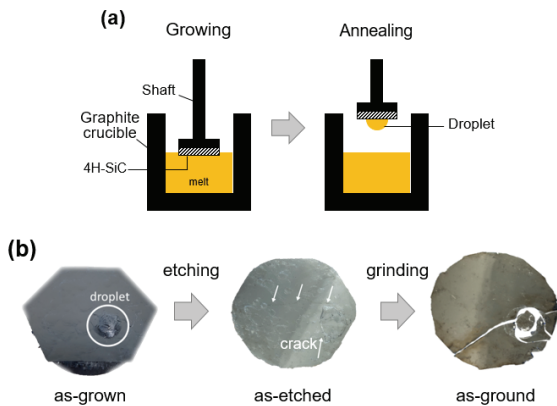 (a)
Growing
Annealing
Shaft
Graphite
crucible
Droplet
4H-SiC
melt
(b)
etching
grinding
droplet
crack
as-grown
as-etched
as-ground